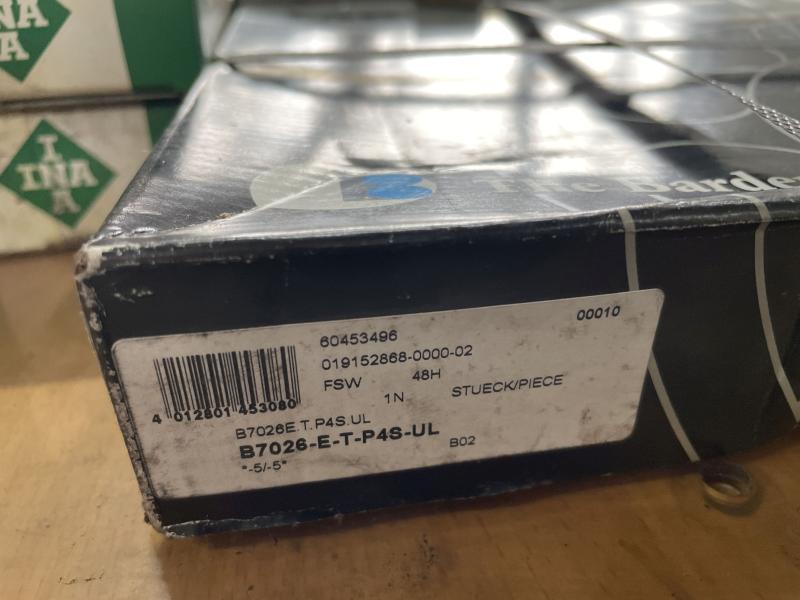 INA
A
I
INA
A
B The Barde
60453496
00010
019152868-0000-02
FSW 48H
1N STUECK/PIECE
4 012801 453080
B7026E.T.P4S.UL
B7026-E-T-P4S-UL B02
*-5/-5*